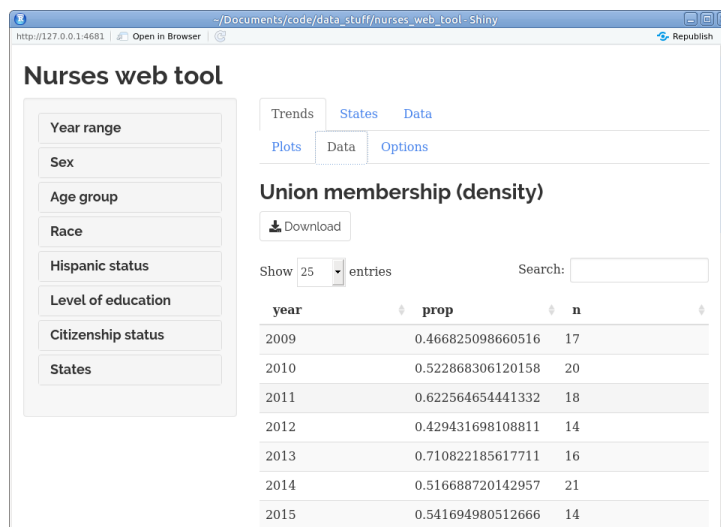 ~/Documents/code/data_stuff/nurses_web_tool - Shiny
http://127.0.0.1:4681 Open in Browser Republish
Nurses web tool
Year range
Sex
Age group
Race
Hispanic status
Level of education
Citizenship status
States
Trends States Data
Plots Data Options
Union membership (density)
Download
Show 25 entries Search:
year prop n
2009 0.466825098660516 17
2010 0.522868306120158 20
2011 0.622564654441332 18
2012 0.429431698108811 14
2013 0.710822185617711 16
2014 0.516688720142957 21
2015 0.541694980512666 14